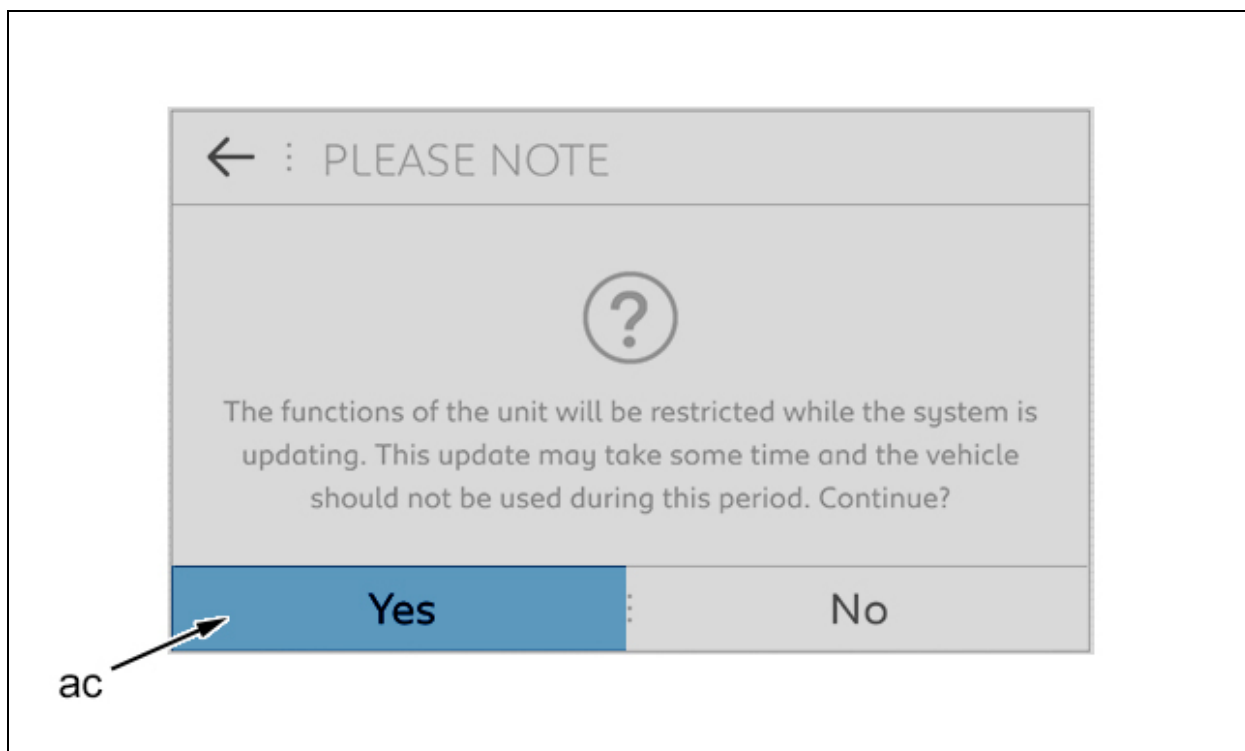 PLEASE NOTE
?
The functions of the unit will be restricted while the system is
updating. This update may take some time and the vehicle
should not be used during this period. Continue?
Yes No
ac